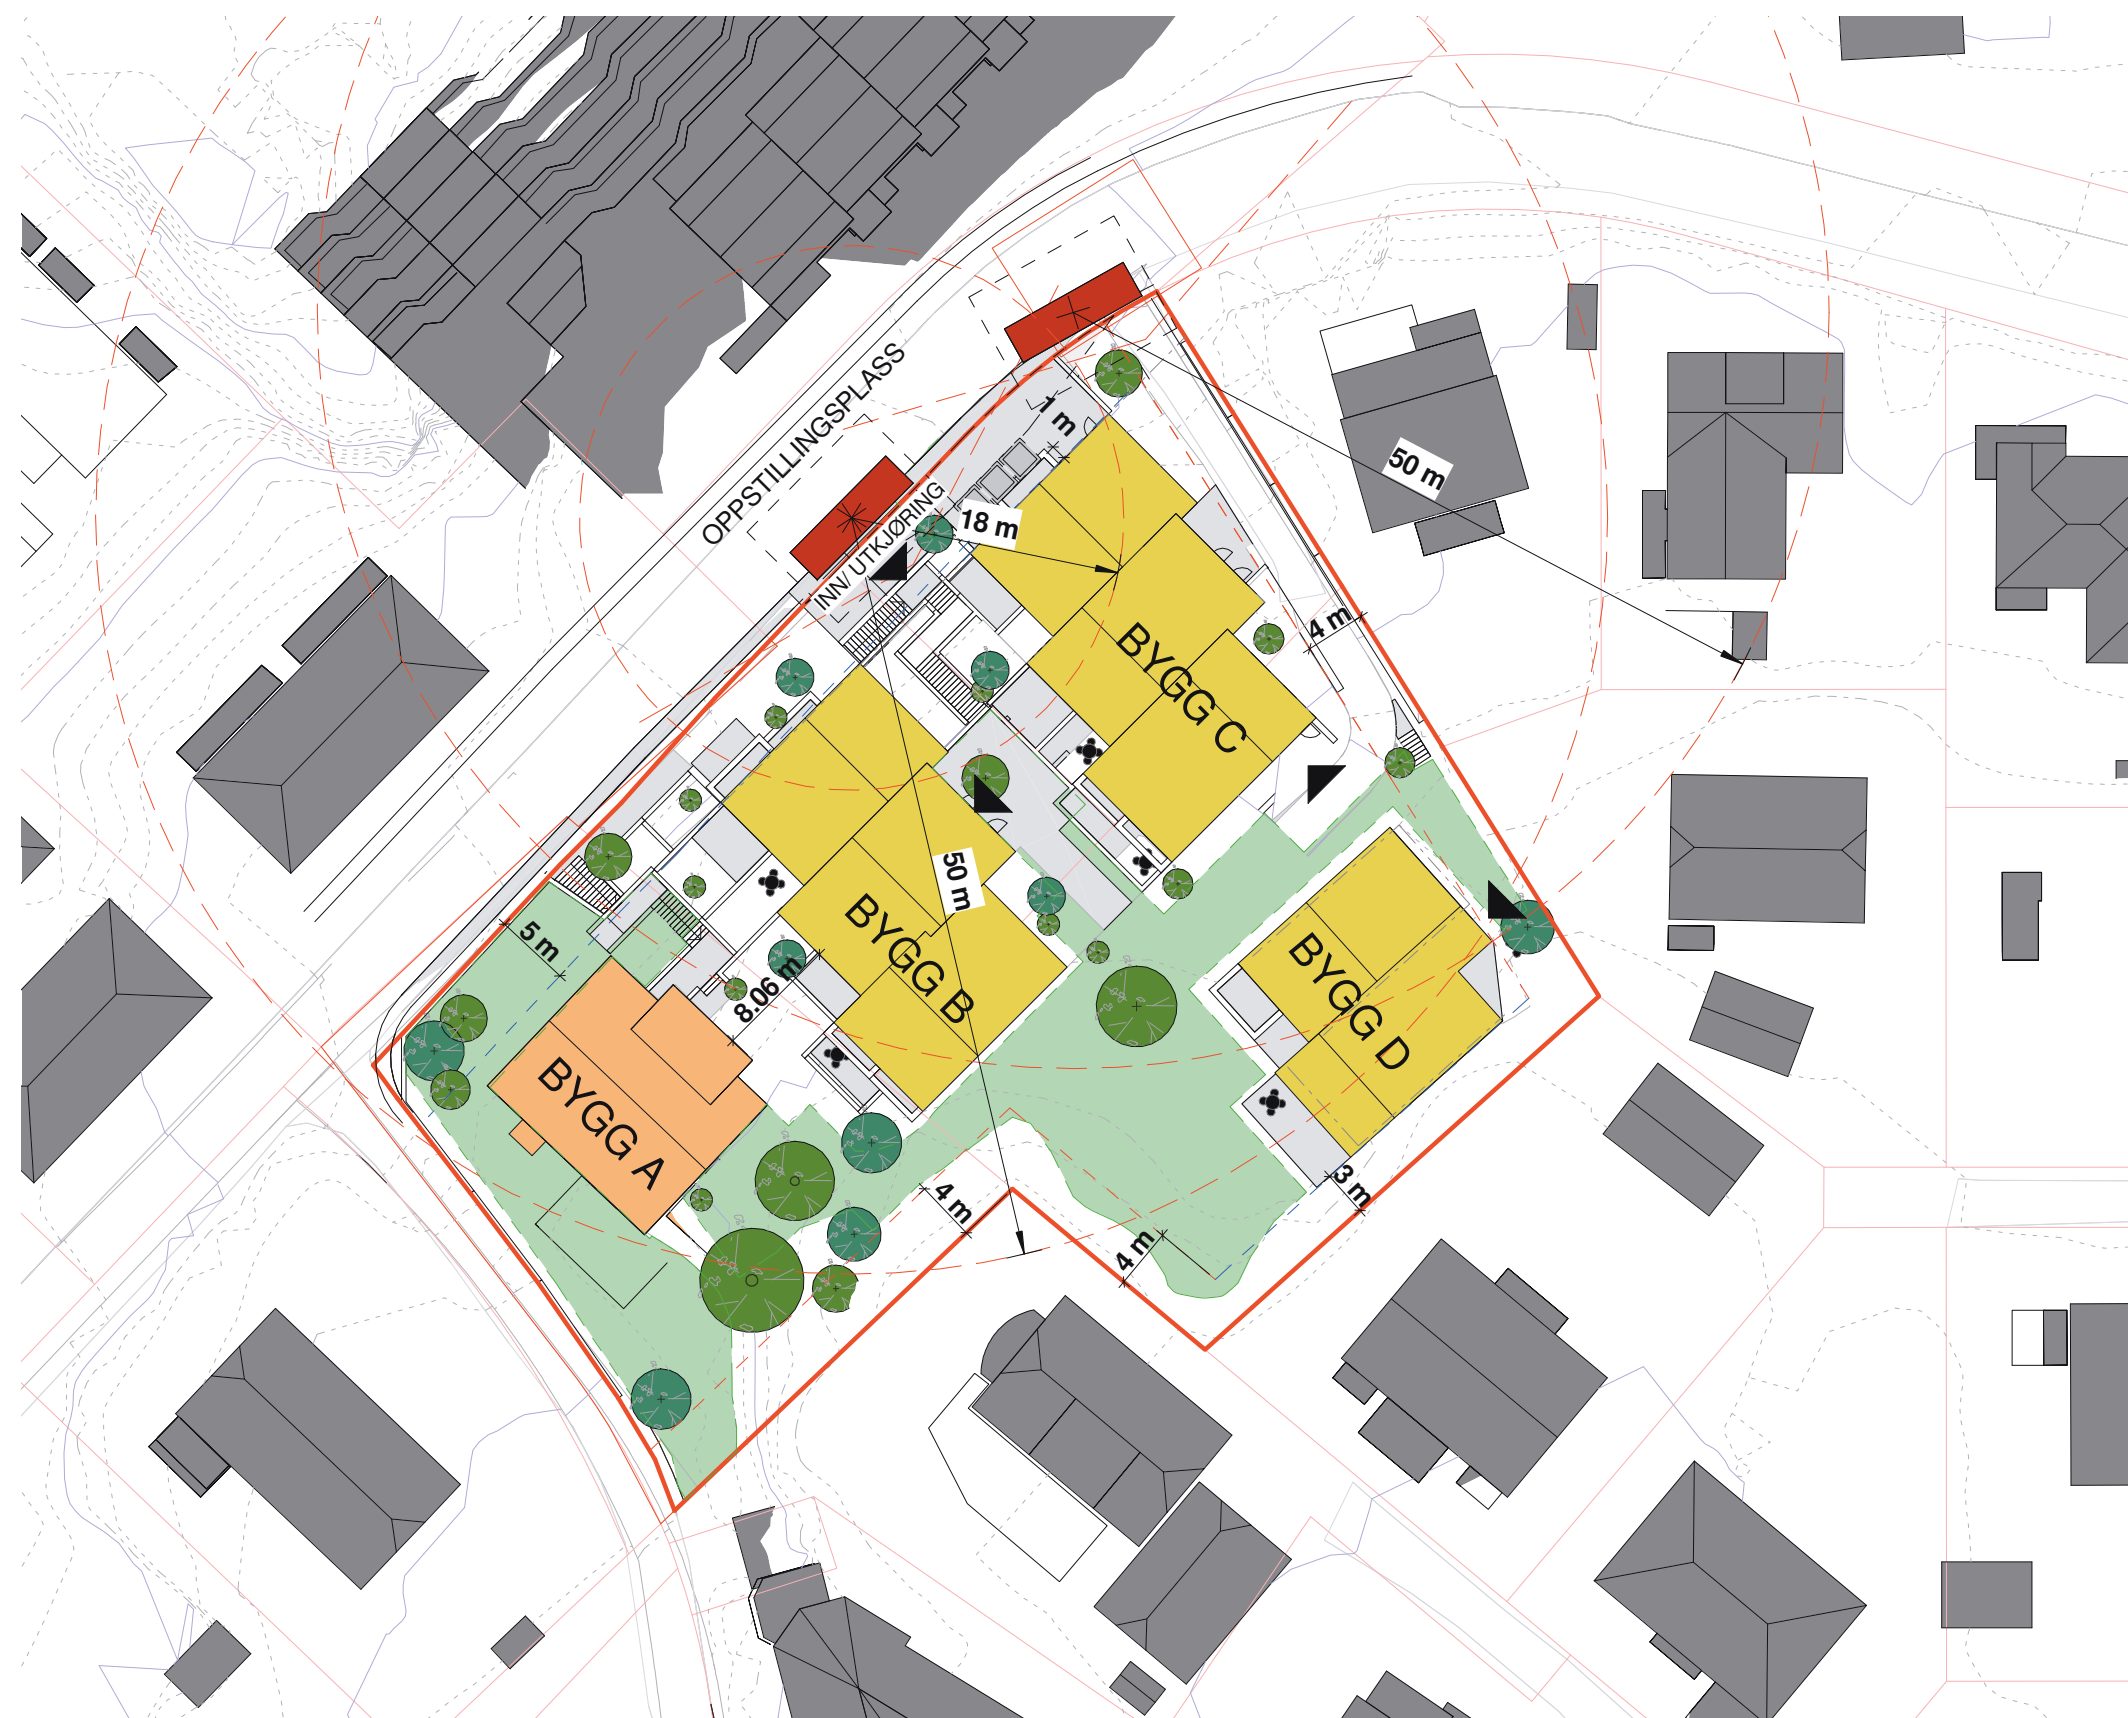 OPPSTILLINGSPLASS
1 m
50 m
18 m
INN/ UTKJØRING
4 m
BYGG C
50 m
BYGG B
5 m
8.06 m
BYGG D
BYGG A
4 m
3 m
4 m